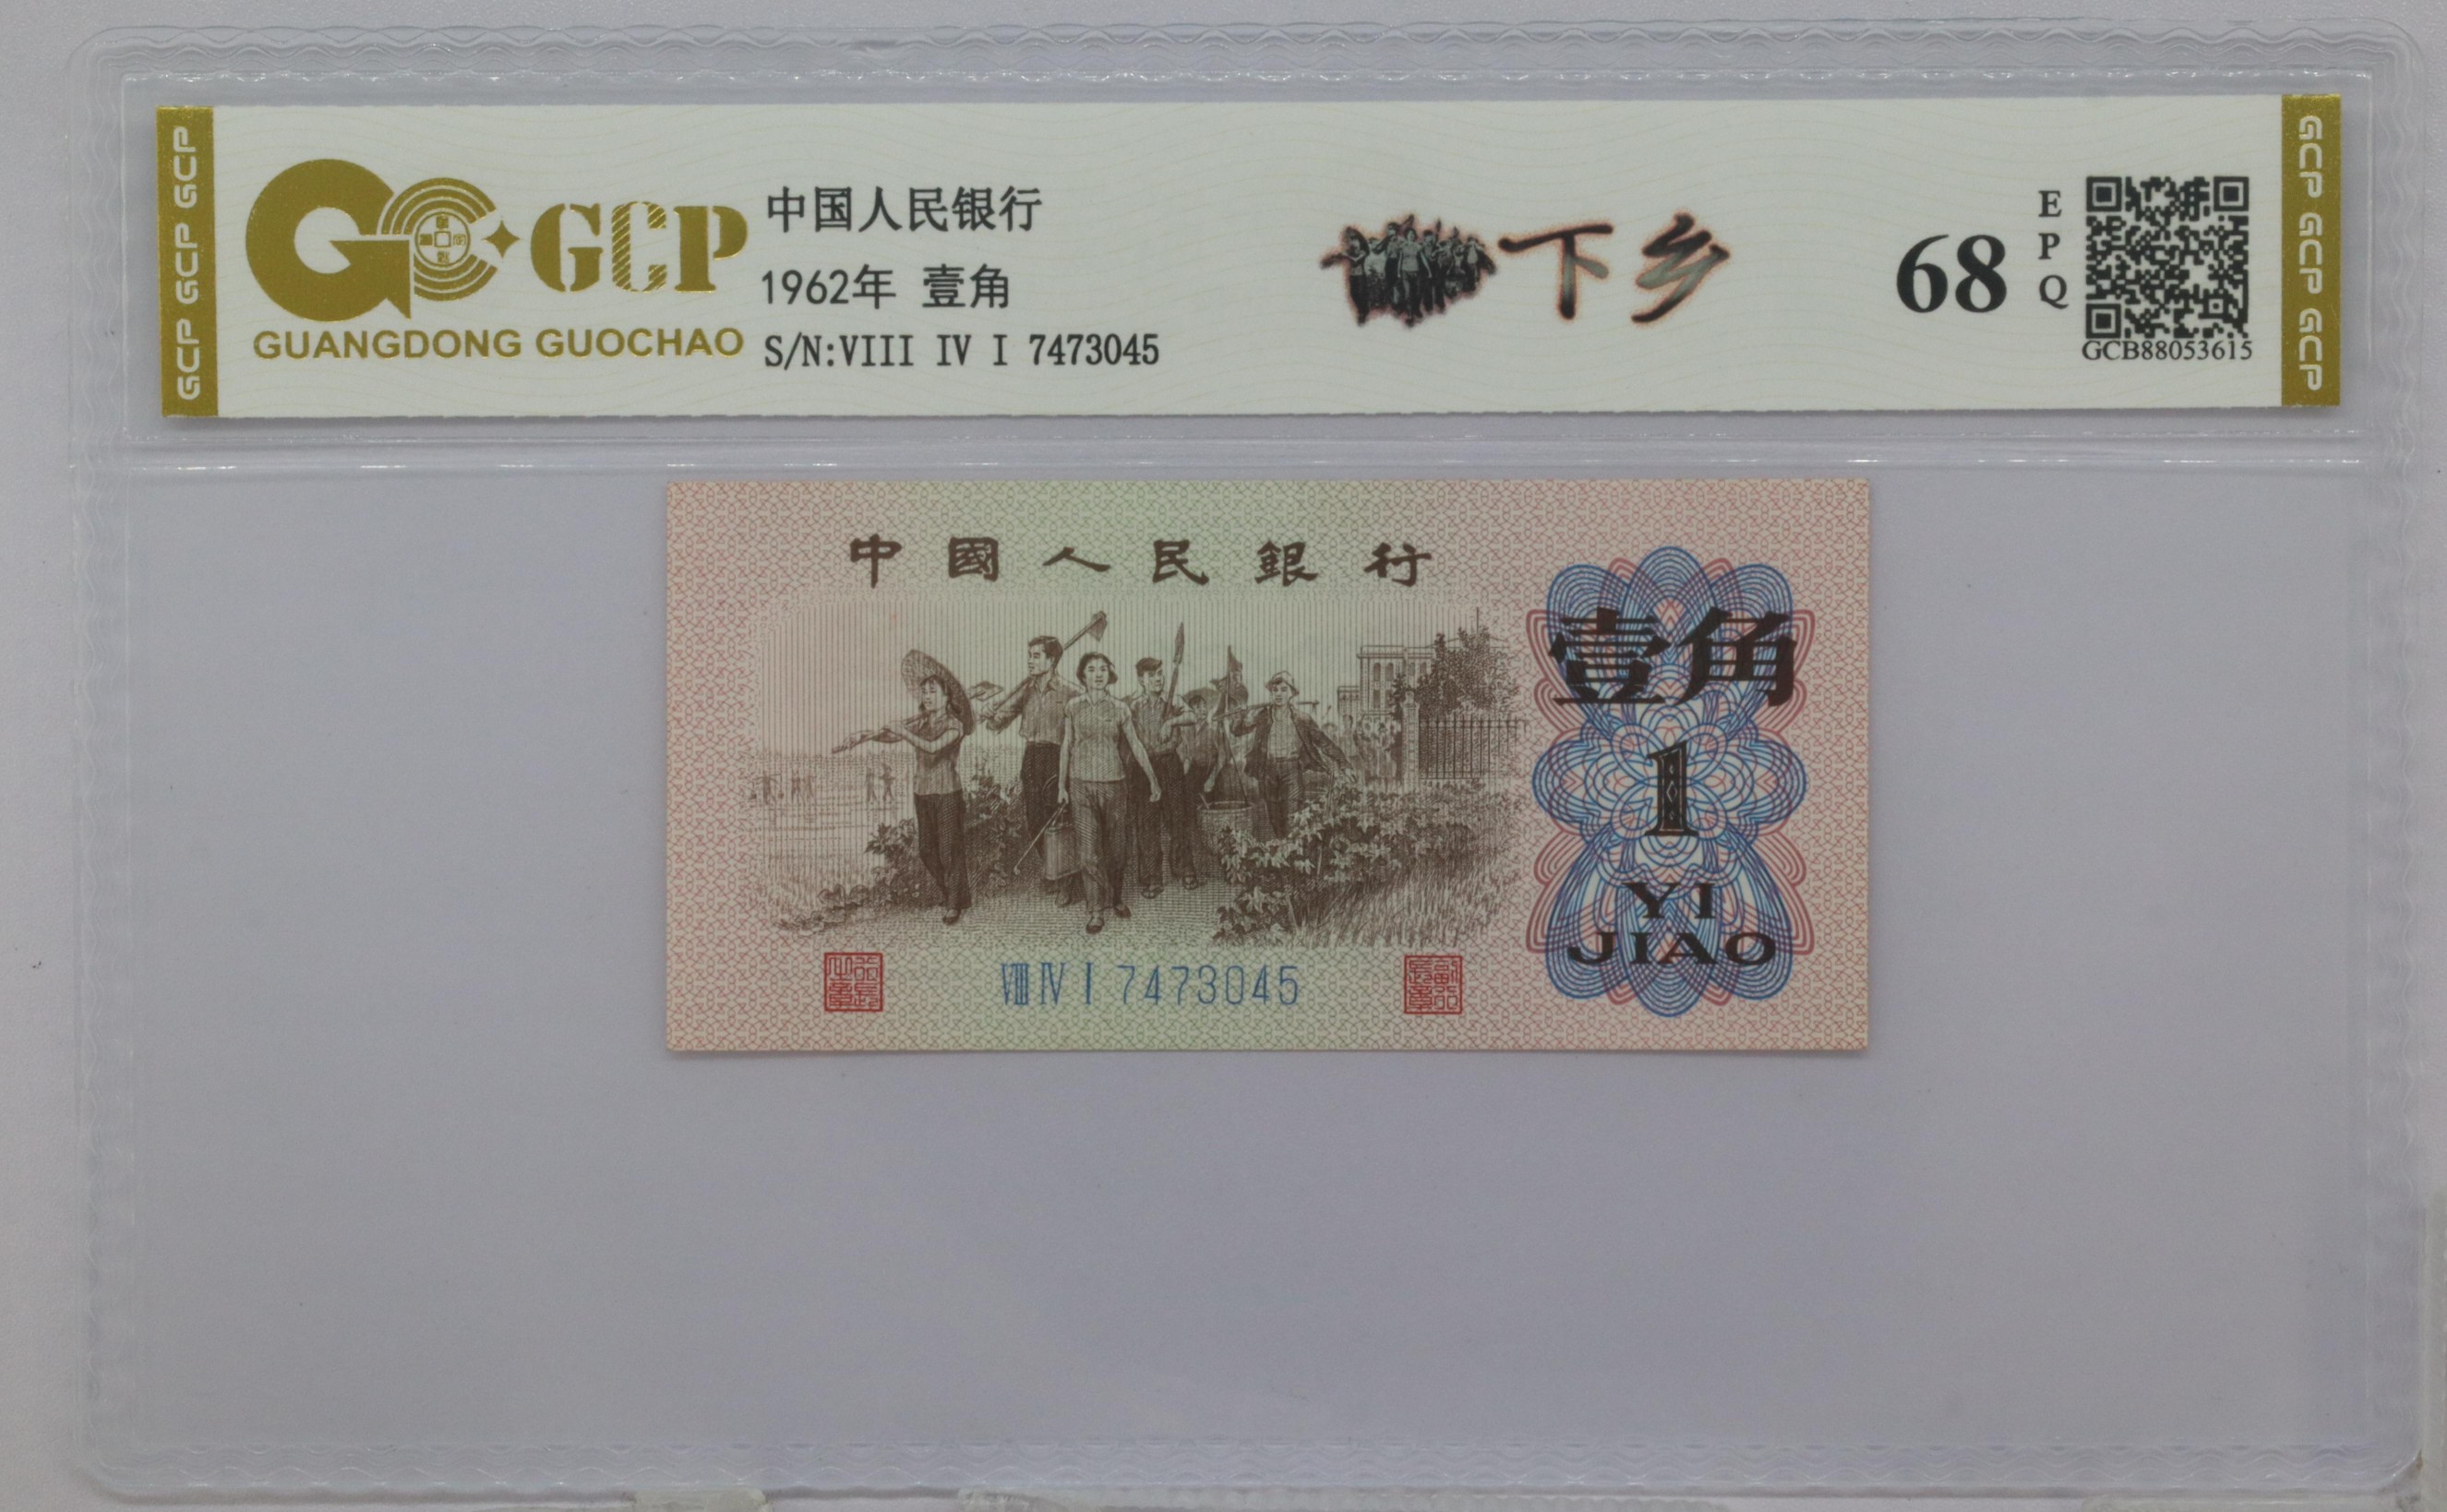 GCP GCP GCP
GCP
GUANGDONG GUOCHAO
中国人民银行
1962年 壹角
S/N:VIII IV I 7473045
下乡
68
EPQ
GCB88053615
GCP GCP GCP
中國人民銀行
壹角
1
YI
JIAO
VIII IV I 7473045